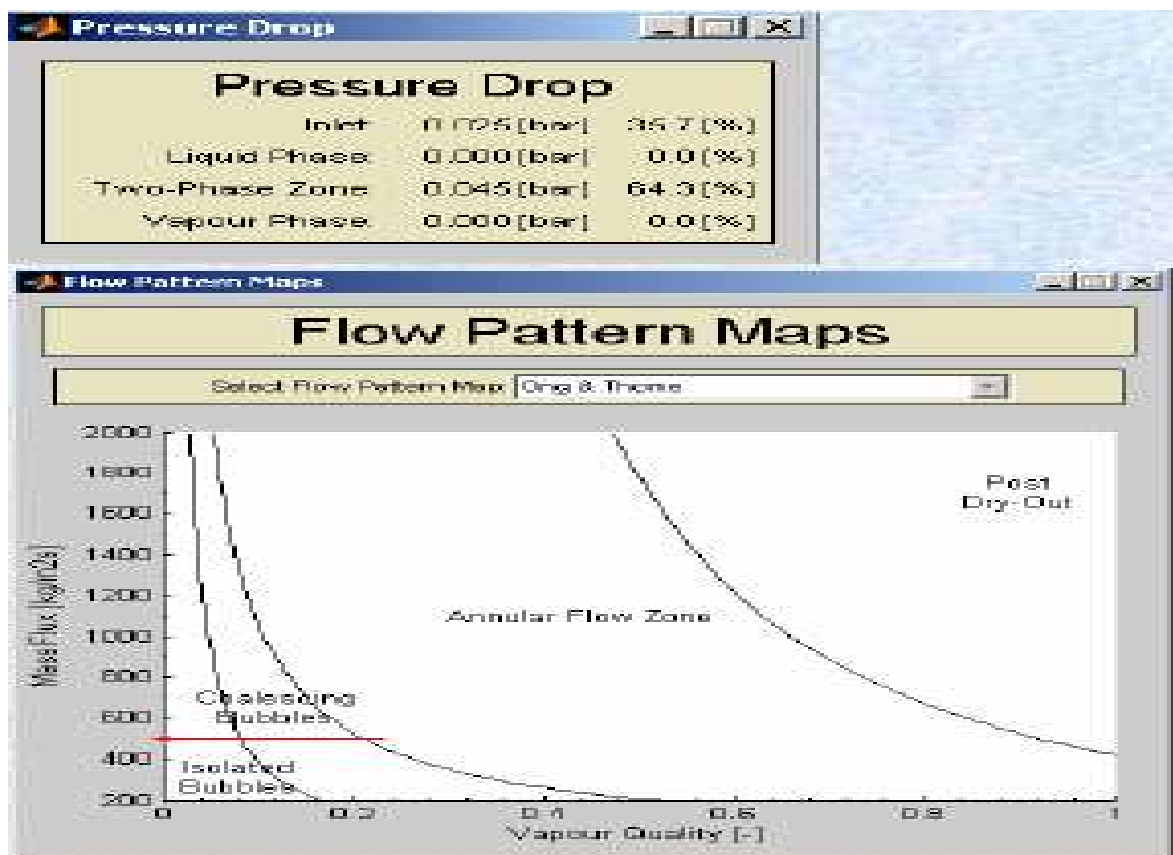 Pressure Drop
Pressure Drop
Inlet 0.025[bar] 35.7[%]
Liquid Phase 0.000[bar] 0.0[%]
Two-Phase Zone 0.045[bar] 64.3[%]
Vapour Phase 0.000[bar] 0.0[%]
Flow Pattern Maps
Flow Pattern Maps
Select Flow Pattern Map Ong & Thome
2000
1800
1600
1400
1200
1000
800
600
400
200
Mass Flux [kg/m2s]
Post
Dry-Out
Annular Flow Zone
Coalescing
Bubbles
Isolated
Bubbles
0 0.2 0.4 0.6 0.8 1
Vapour Quality [-]